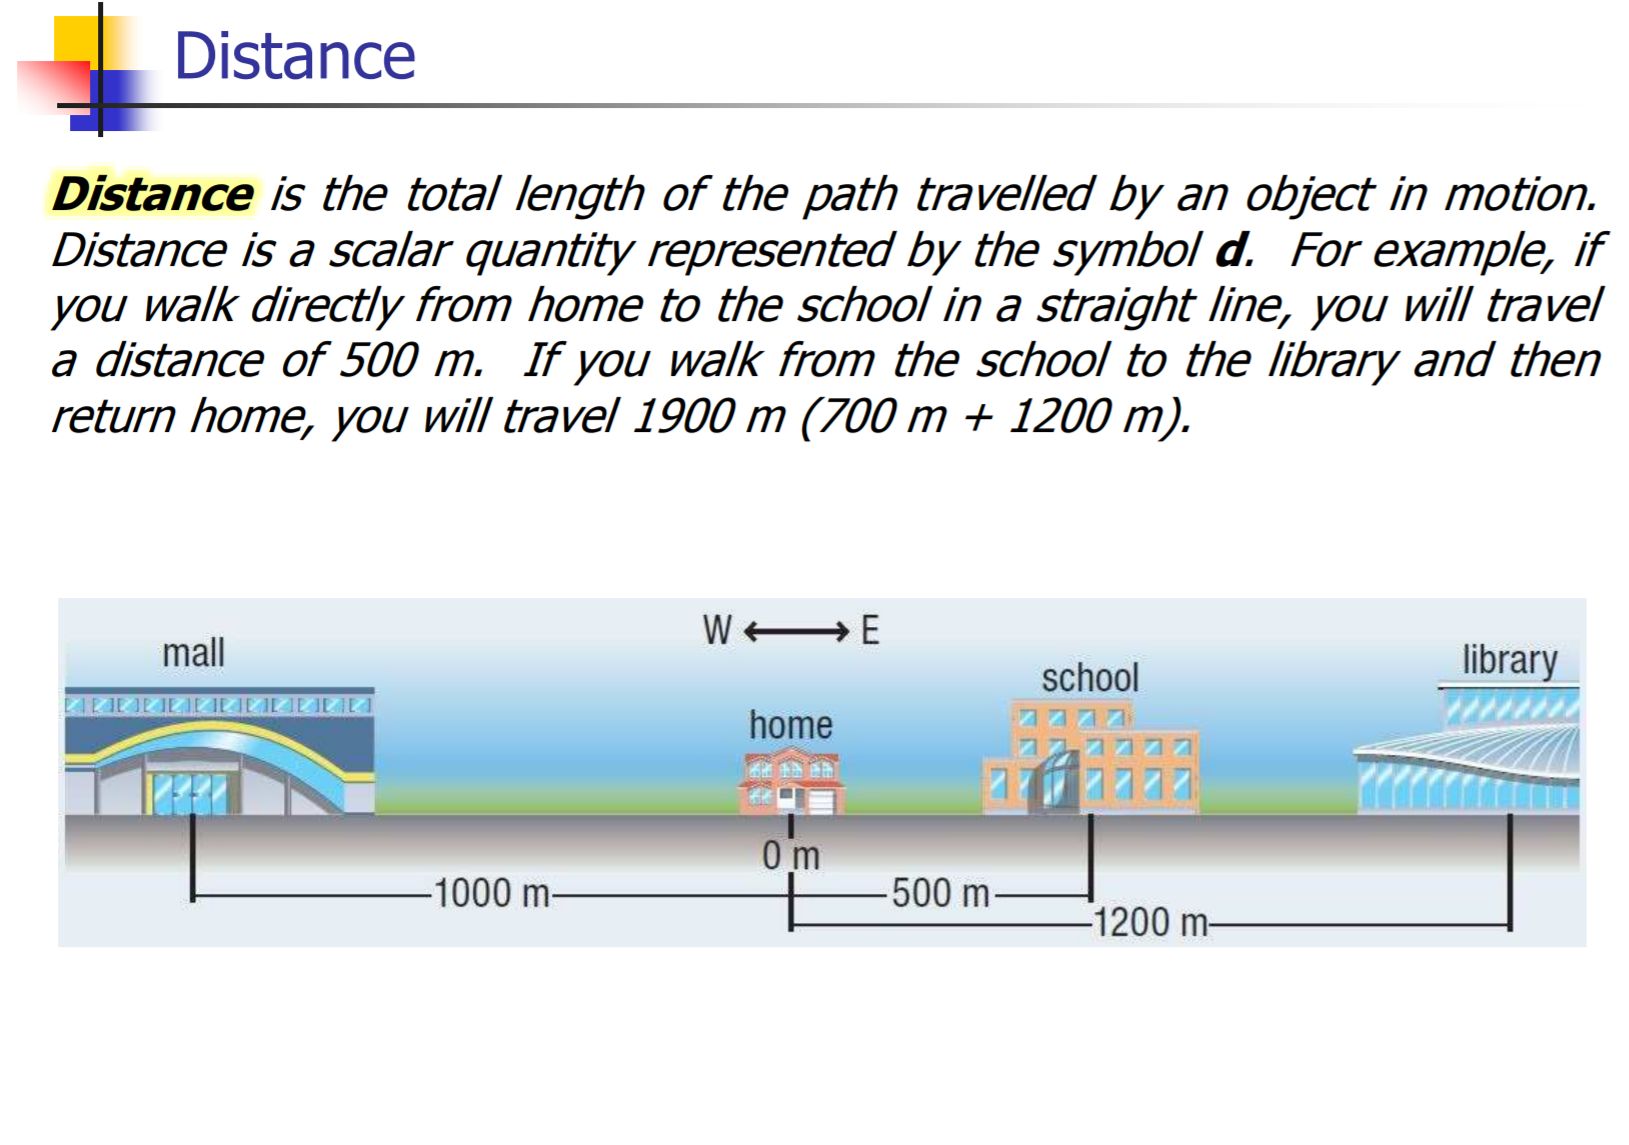 Distance
Distance is the total length of the path travelled by an object in motion.
Distance is a scalar quantity represented by the symbol d. For example, if
you walk directly from home to the school in a straight line, you will travel
a distance of 500 m. If you walk from the school to the library and then
return home, you will travel 1900 m (700 m + 1200 m).
W E
mall
library
school
home
0 m
1000 m
500 m
1200 m